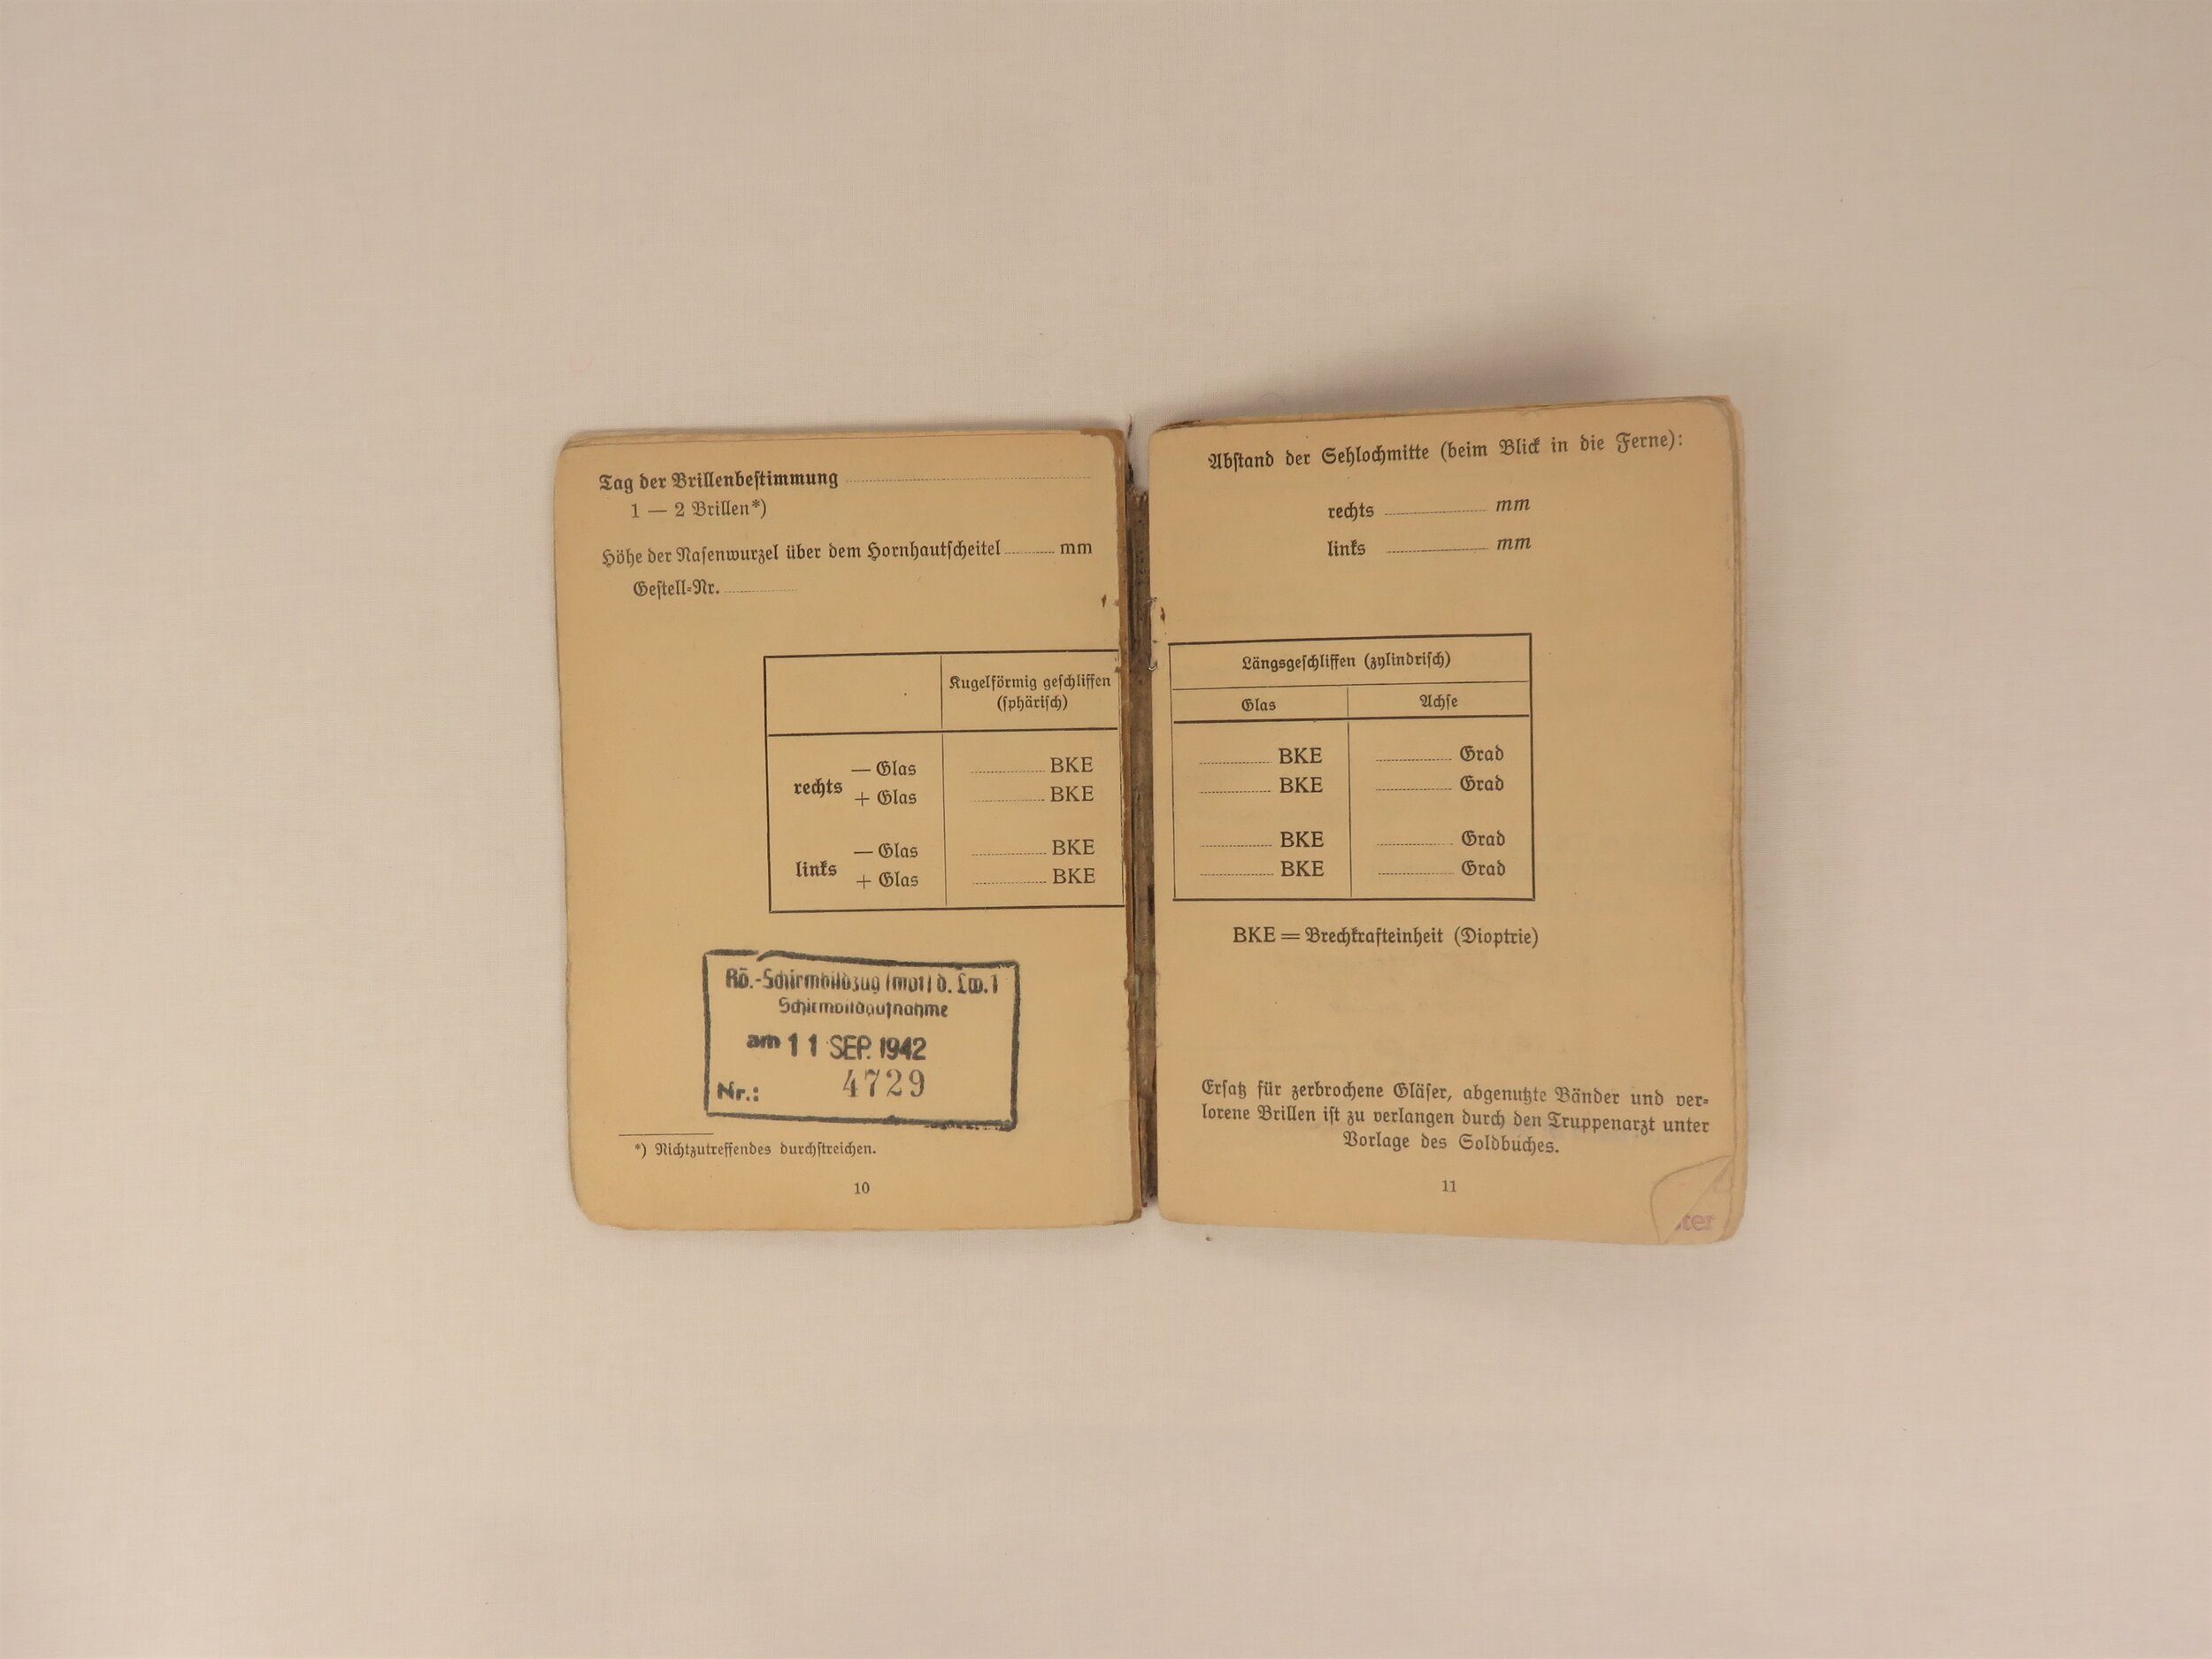 Tag der Brillenbestimmung
1 — 2 Brillen*)
Höhe der Nasenwurzel über dem Hornhautscheitel mm
Gestell-Nr.
Kugelförmig geschliffen
(sphärisch)
rechts
— Glas BKE
+ Glas BKE
links
— Glas BKE
+ Glas BKE
Rö.-Schirmbildzug (mot) d. Lw. 1
Schirmbildaufnahme
am 11 SEP. 1942
Nr.: 4729
*) Nichtzutreffendes durchstreichen.
10
Abstand der Sehlochmitte (beim Blick in die Ferne):
rechts mm
links mm
Längsgeschliffen (zylindrisch)
Glas Achse
BKE Grad
BKE Grad
BKE Grad
BKE Grad
BKE = Brechkrafteinheit (Dioptrie)
Ersatz für zerbrochene Gläser, abgenutzte Bänder und ver-
lorene Brillen ist zu verlangen durch den Truppenarzt unter
Vorlage des Soldbuches.
11
ter